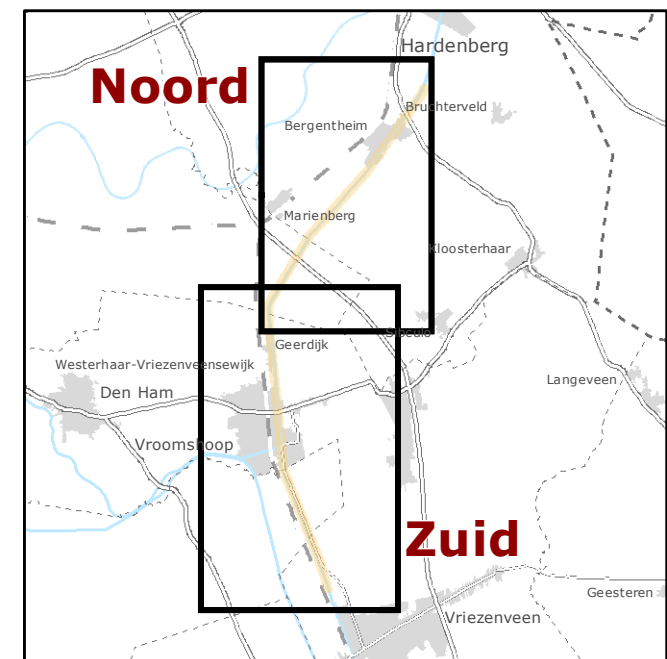 Hardenberg
Noord
Bruchterveld
Bergentheim
Marienberg
Kloosterhaar
Sibculo
Geerdijk
Westerhaar-Vriezenveensewijk
Langeveen
Den Ham
Vroomshoop
Zuid
Geesteren
Vriezenveen